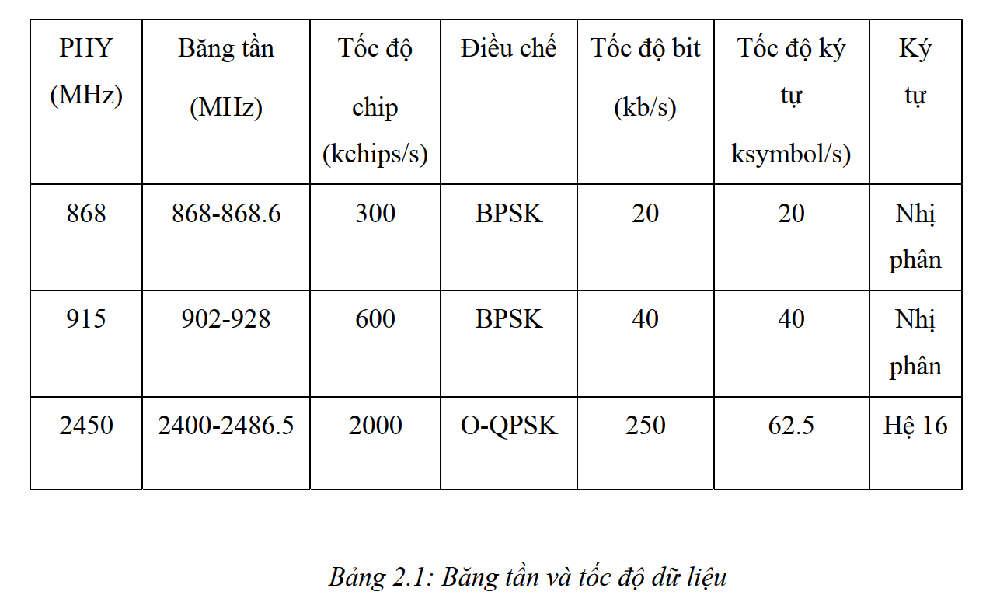 PHY (MHz) Băng tần (MHz) Tốc độ chip (kchips/s) Điều chế Tốc độ bit (kb/s) Tốc độ ký tự ksymbol/s) Ký tự
868 868-868.6 300 BPSK 20 20 Nhị phân
915 902-928 600 BPSK 40 40 Nhị phân
2450 2400-2486.5 2000 O-QPSK 250 62.5 Hệ 16
Bảng 2.1: Băng tần và tốc độ dữ liệu